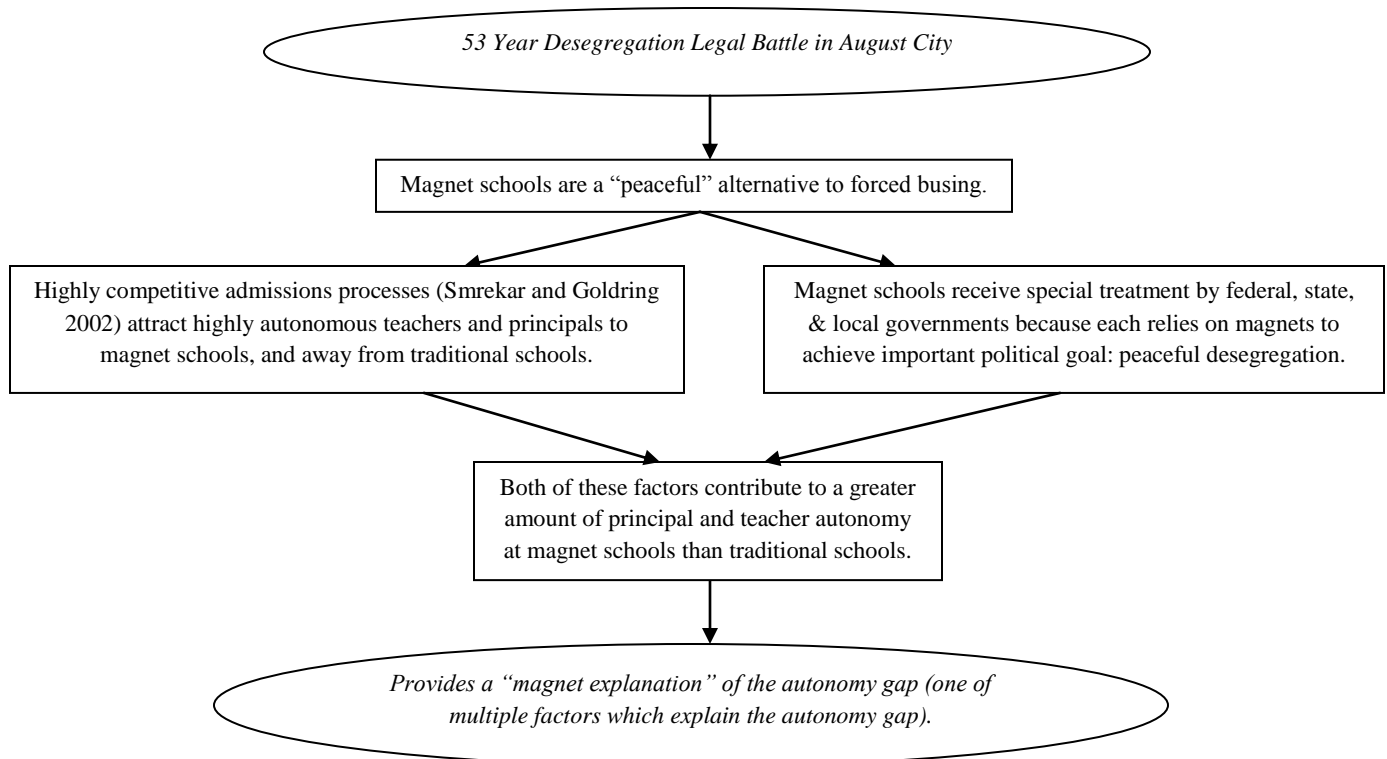 53 Year Desegregation Legal Battle in August City
Magnet schools are a “peaceful” alternative to forced busing.
Highly competitive admissions processes (Smrekar and Goldring
2002) attract highly autonomous teachers and principals to
magnet schools, and away from traditional schools.
Magnet schools receive special treatment by federal, state,
& local governments because each relies on magnets to
achieve important political goal: peaceful desegregation.
Both of these factors contribute to a greater
amount of principal and teacher autonomy
at magnet schools than traditional schools.
Provides a “magnet explanation” of the autonomy gap (one of
multiple factors which explain the autonomy gap).